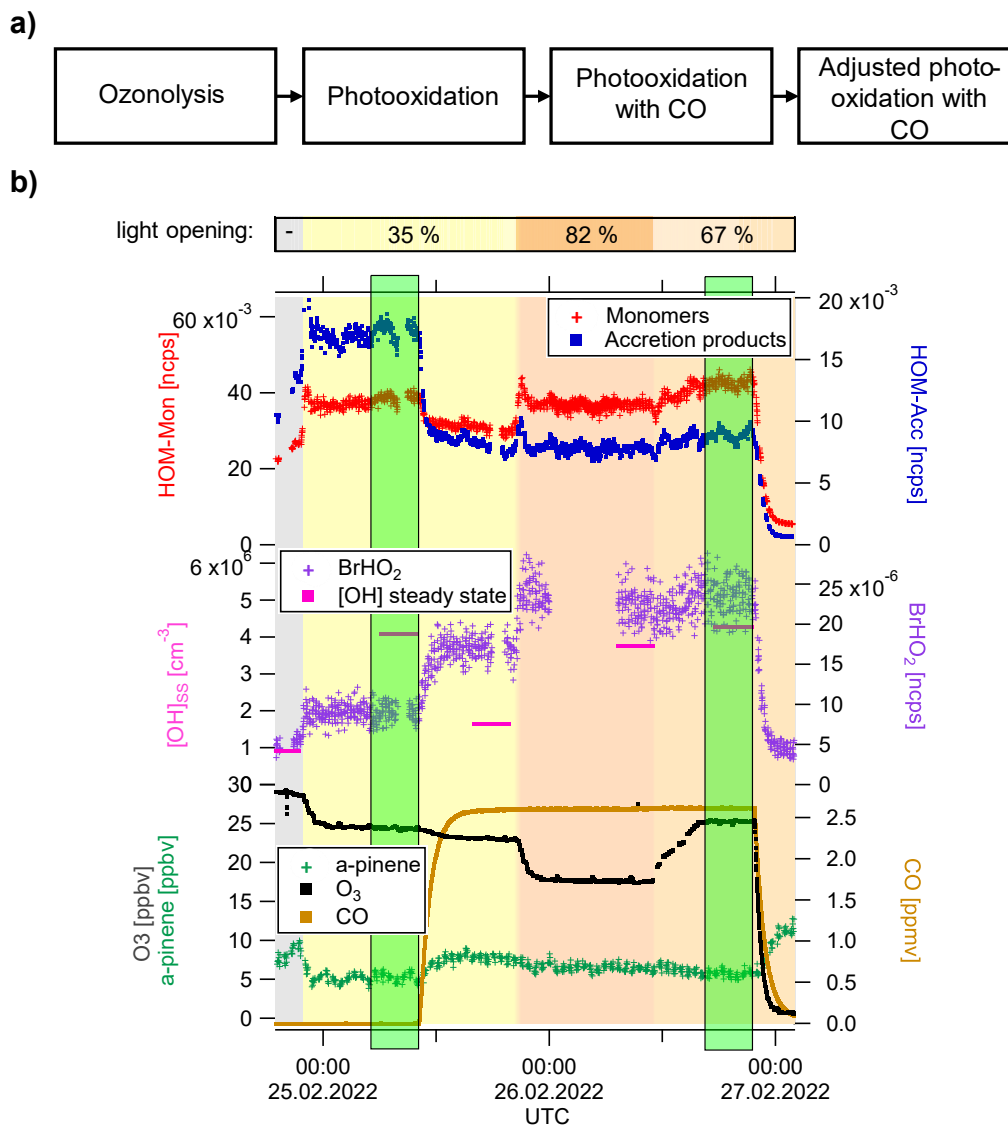 a)
Ozonolysis
Photooxidation
Photooxidation
with CO
Adjusted photo-
oxidation with
CO
b)
light opening:
-
35 %
82 %
67 %
60 x10⁻³
40
20
0
HOM-Mon [ncps]
Monomers
Accretion products
20 x10⁻³
15
10
5
0
HOM-Acc [ncps]
6 x10⁶
5
4
3
2
1
[OH]SS [cm⁻³]
BrHO₂
[OH] steady state
25 x10⁻⁶
20
15
10
5
0
BrHO₂ [ncps]
30
25
20
15
10
5
0
O3 [ppbv]
a-pinene [ppbv]
a-pinene
O₃
CO
2.5
2.0
1.5
1.0
0.5
0.0
CO [ppmv]
00:00
25.02.2022
00:00
26.02.2022
00:00
27.02.2022
UTC